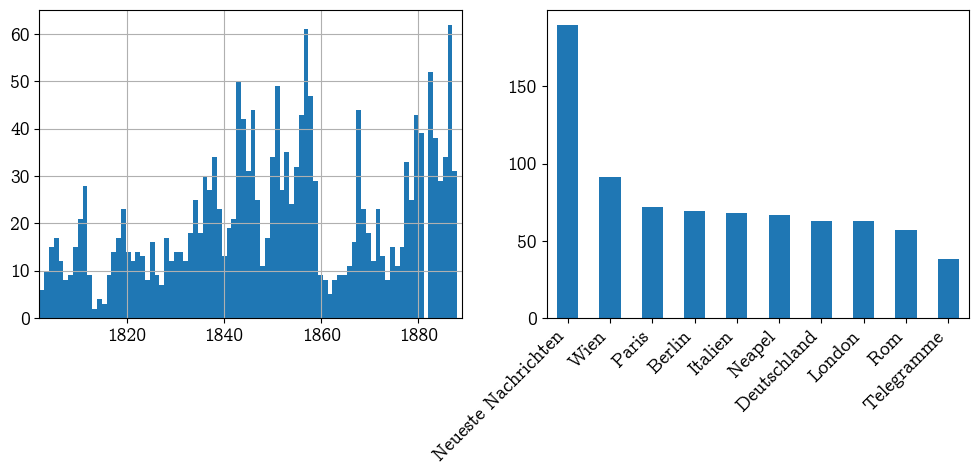 60
50
40
30
20
10
0
1820 1840 1860 1880
150
100
50
0
Neueste Nachrichten
Wien
Paris
Berlin
Italien
Neapel
Deutschland
London
Rom
Telegramme